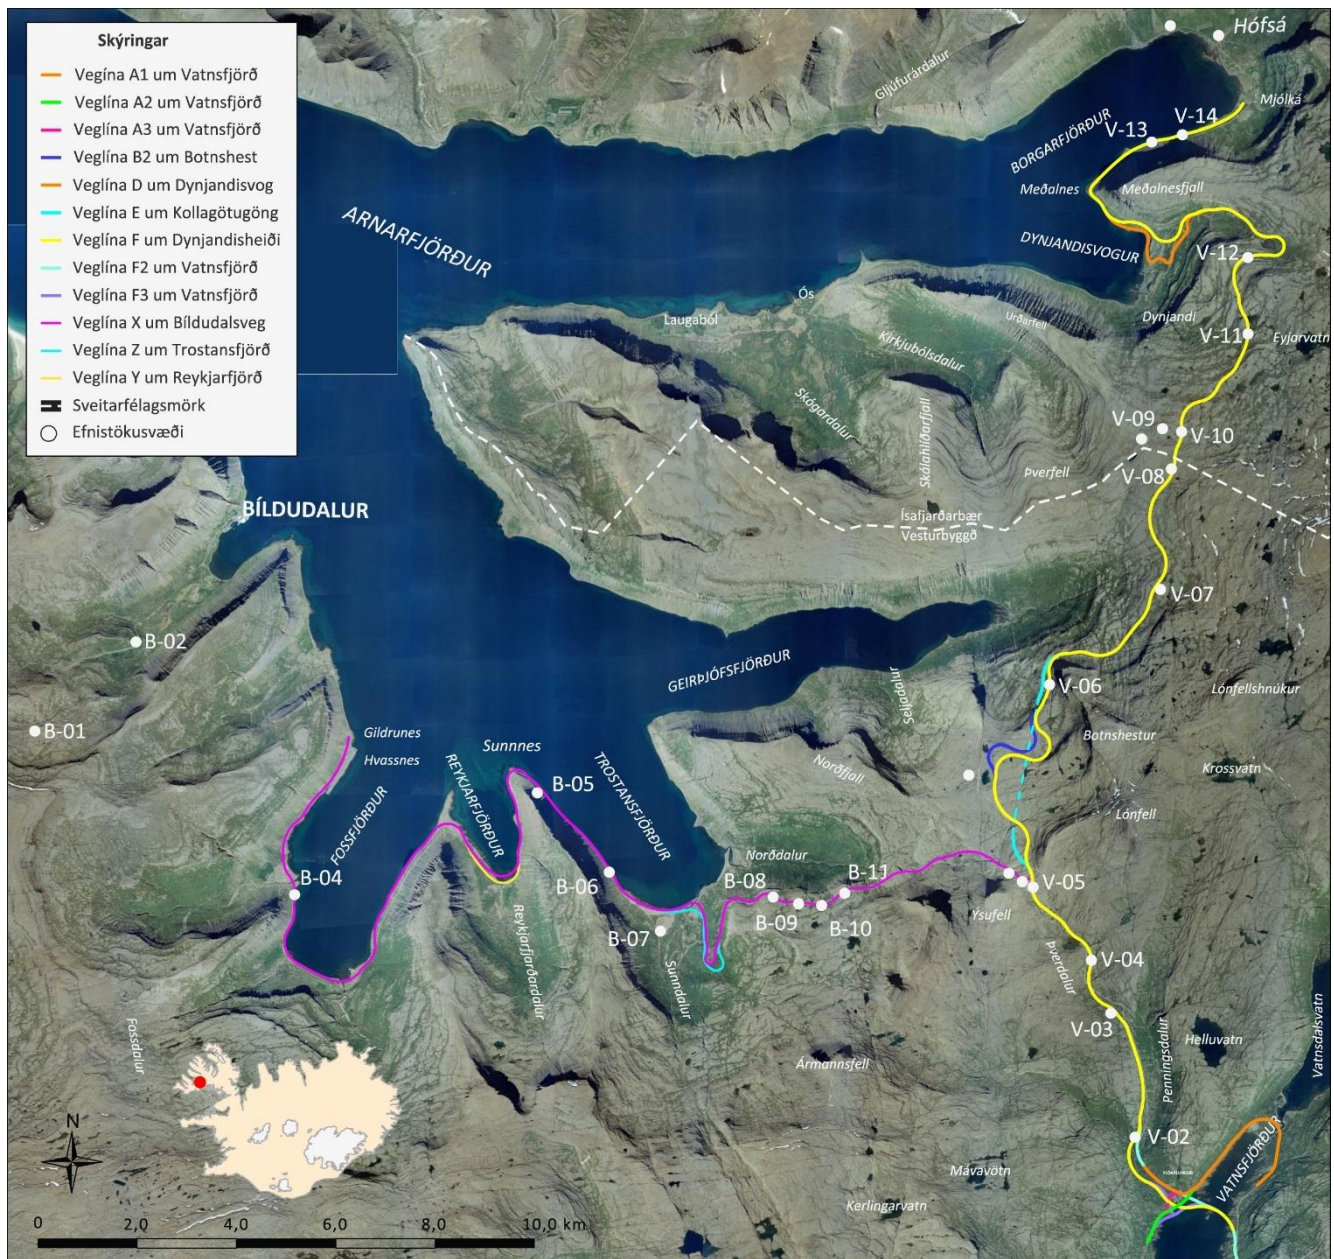 Skýringar
Vegína A1 um Vatnsfjörð
Veglína A2 um Vatsfjörð
Veglína A3 um Vatnsfjörð
Veglína B2 um Botnshest
Veglína D um Dynjandisvog
Veglína E um Kollagötugöng
Veglína F um Dynjandisheiði
Veglína F2 um Vatnsfjörð
Veglína F3 um Vatnsfjörð
Veglína X um Bíldudalsveg
Veglína Z um Trostansfjörð
Veglína Y um Reykjarfjörð
Sveitarfélagsmörk
Efnistökusvæði
Hófsá
Gljúfurárdalur
Mjólká
V-14
V-13
BORGARFJÖRÐUR
Meðalnes
Meðalnesfjall
ARNARFJÖRÐUR
DYNJANDISVOGUR
V-12
Ós
Laugaból
Urðarfell
Dynjandi
V-11
Eyjarvatn
Kirkjubólsdalur
Skógardalur
Skálahlíðarfjall
V-09
V-10
Þverfell
V-08
BÍLDUDALUR
Ísafjarðarbær
Vesturbyggð
V-07
B-02
GEIRÞJÓFSFJÖRÐUR
Seljadalur
V-06
Lónfellshnúkur
B-01
Gildrunes
Hvassnes
Sunnnes
Botnshestur
Norðfjall
Krossvatn
REYKJARFJÖRÐUR
B-05
TROSTANSFJÖRÐUR
Lónfell
FOSSFJÖRÐUR
Norðdalur
B-11
B-04
B-06
B-08
V-05
B-09
B-10
Ysufell
B-07
Reykjarfjarðardalur
Sunndalur
Þverdalur
V-04
V-03
Fossdalur
Penningsdalur
Helluvatn
Vatnsdalsvatn
Ármannsfell
N
V-02
VATNSFJÖRÐUR
Mávavötn
Kerlingarvatn
0 2,0 4,0 6,0 8,0 10,0 km